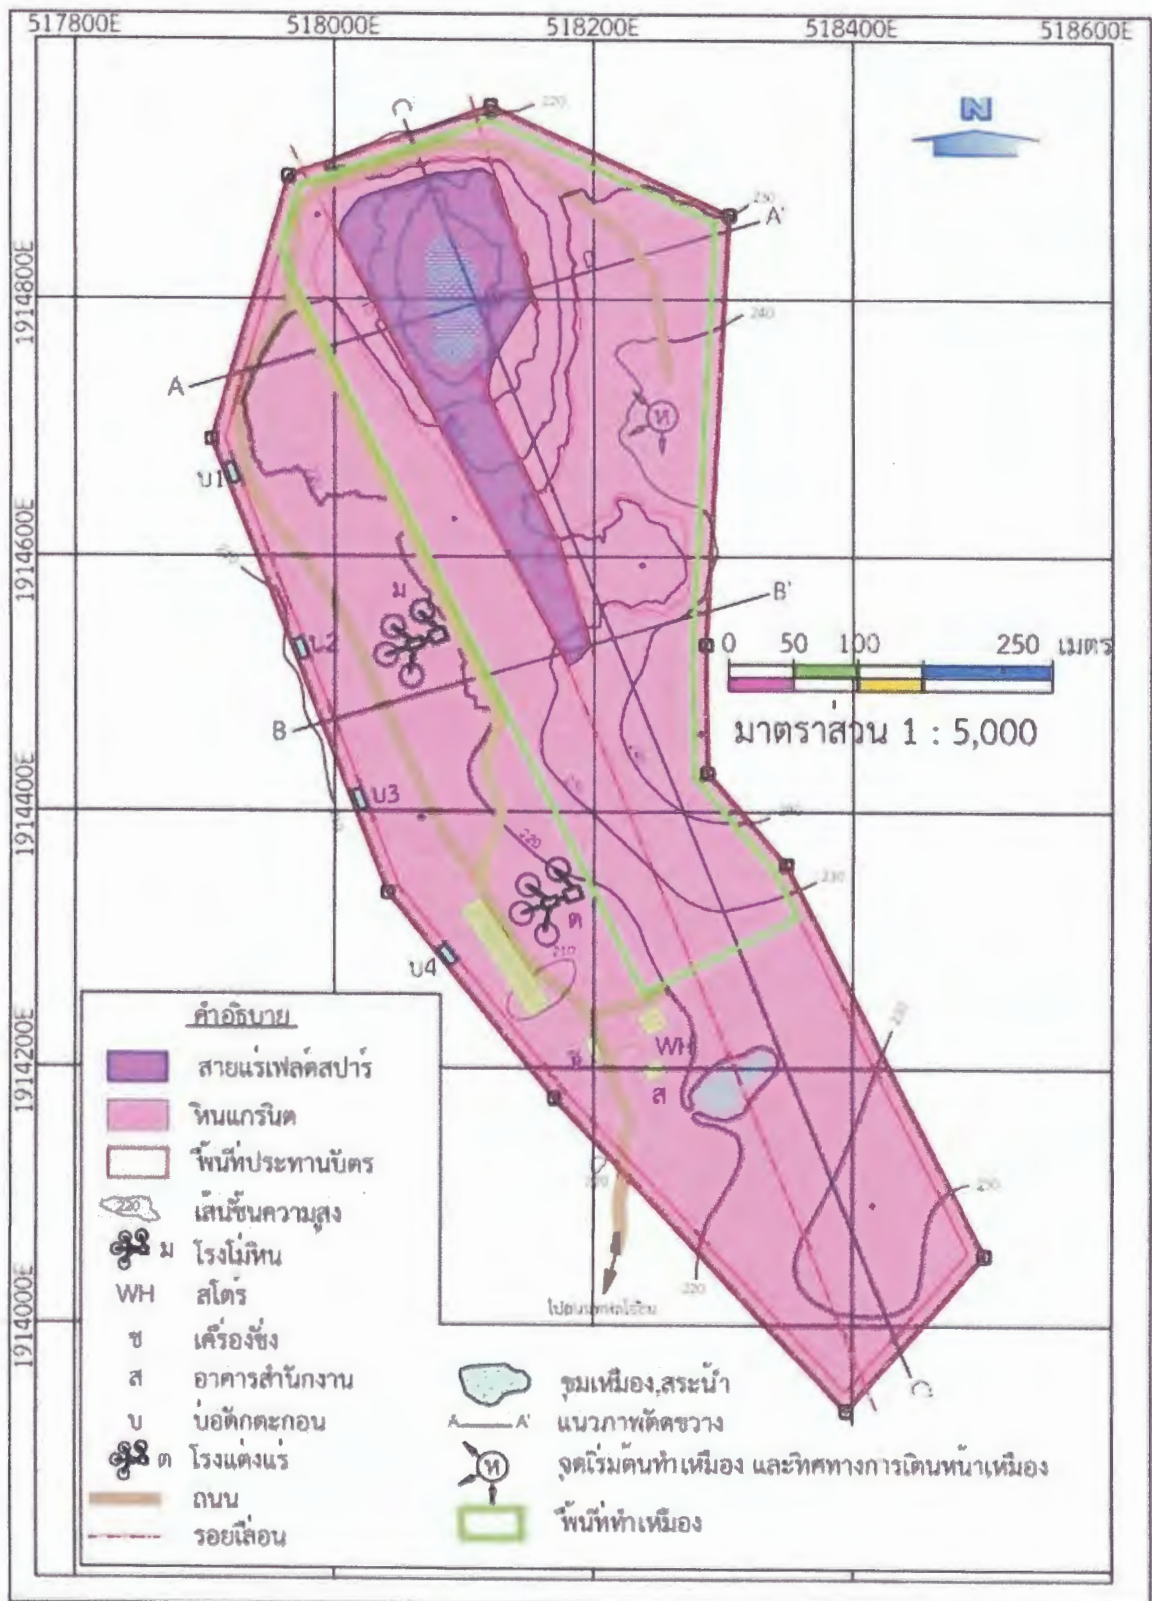 517800E 518000E 518200E 518400E 518600E
N
220
C
230
A'
1914800E
240
A
ห
บ1
1914600E
ม
B'
บ2
0 50 100 250 เมตร
B
มาตราส่วน 1 : 5,000
บ3
1914400E
220
230
ต
210
บ4
230
WH
1914200E
ช
ส
220
230
220
1914000E
คำอธิบาย
สายแร่เฟลด์สปาร์
หินแกรนิต
พื้นที่ประทานบัตร
220 เส้นชั้นความสูง
ม โรงโม่หิน
WH สโตร์
ช เครื่องชั่ง
ส อาคารสำนักงาน
บ บ่อดักตะกอน
ต โรงแต่งแร่
ถนน
รอยเลื่อน
ขุมเหมือง,สระน้ำ
A A' แนวภาพตัดขวาง
ห จุดเริ่มต้นทำเหมือง และทิศทางการเดินหน้าเหมือง
พื้นที่ทำเหมือง